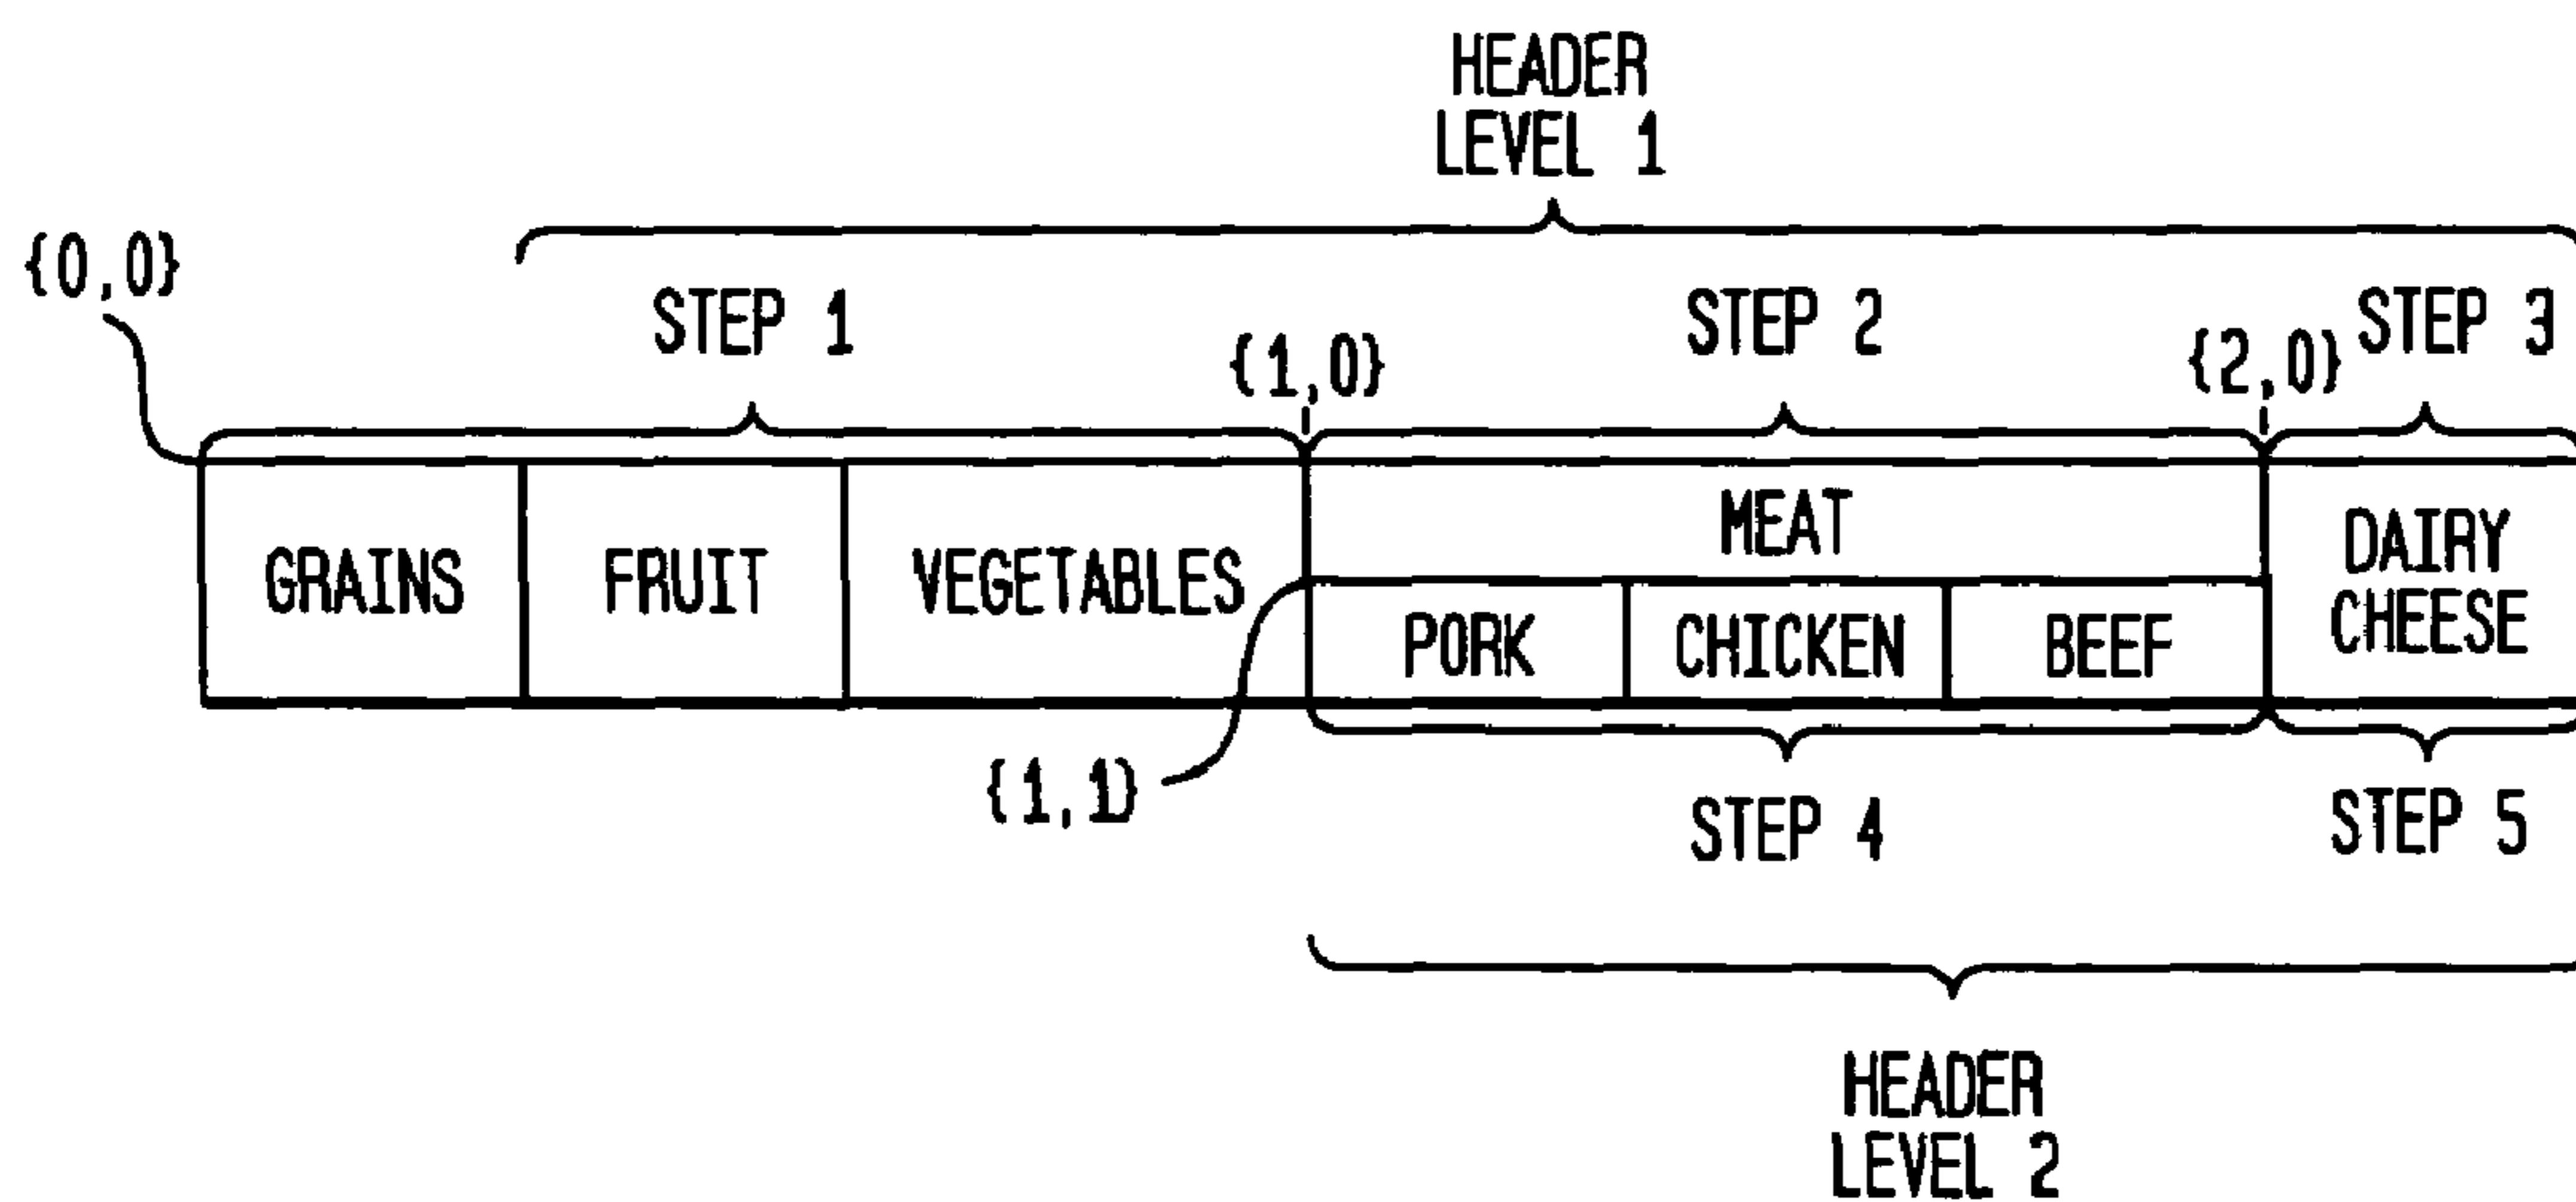 HEADER
LEVEL 1
{0,0}
STEP 1
{1,0}
STEP 2
{2,0}
STEP 3
GRAINS
FRUIT
VEGETABLES
MEAT
PORK
CHICKEN
BEEF
DAIRY
CHEESE
{1,1}
STEP 4
STEP 5
HEADER
LEVEL 2